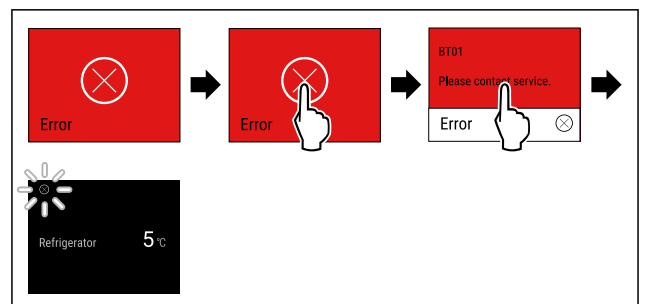 Error
Error
BT01
Please contact service.
Error
Refrigerator 5 °C